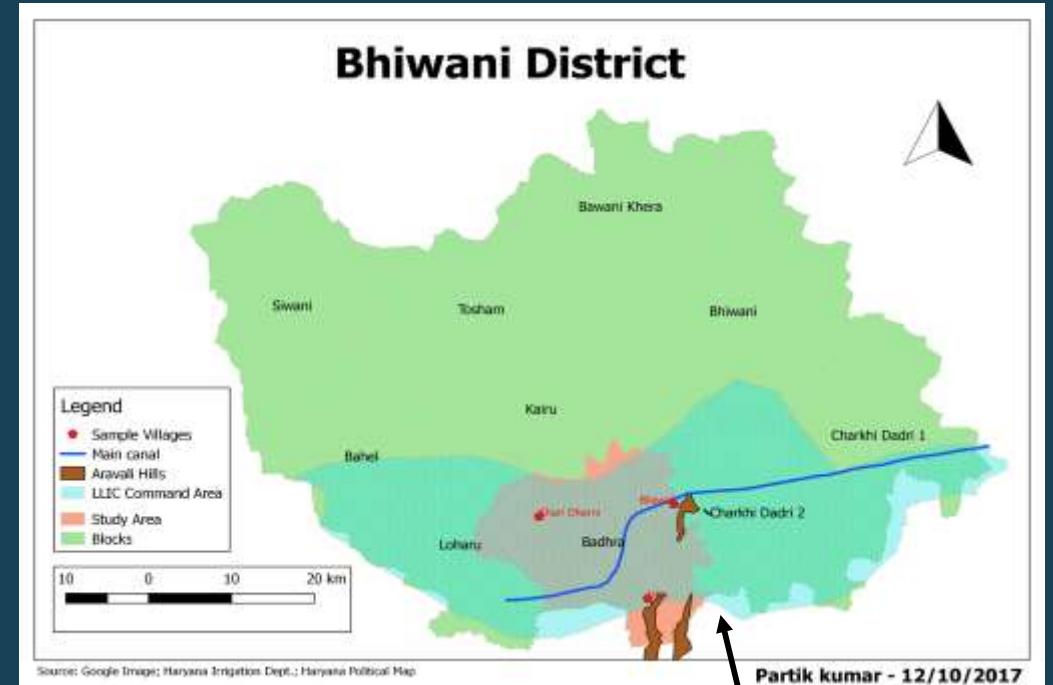 Bhiwani District
Bawani Khera
Siwani
Tosham
Bhiwani
Kairu
Charkhi Dadri 1
Bahel
Charkhi Dadri 2
Loharu
Badhra
Legend
Sample Villages
Main canal
Aravali Hills
LLIC Command Area
Study Area
Blocks
10 0 10 20 km
Source: Google Image; Haryana Irrigation Dept.; Haryana Political Map
Partik kumar - 12/10/2017